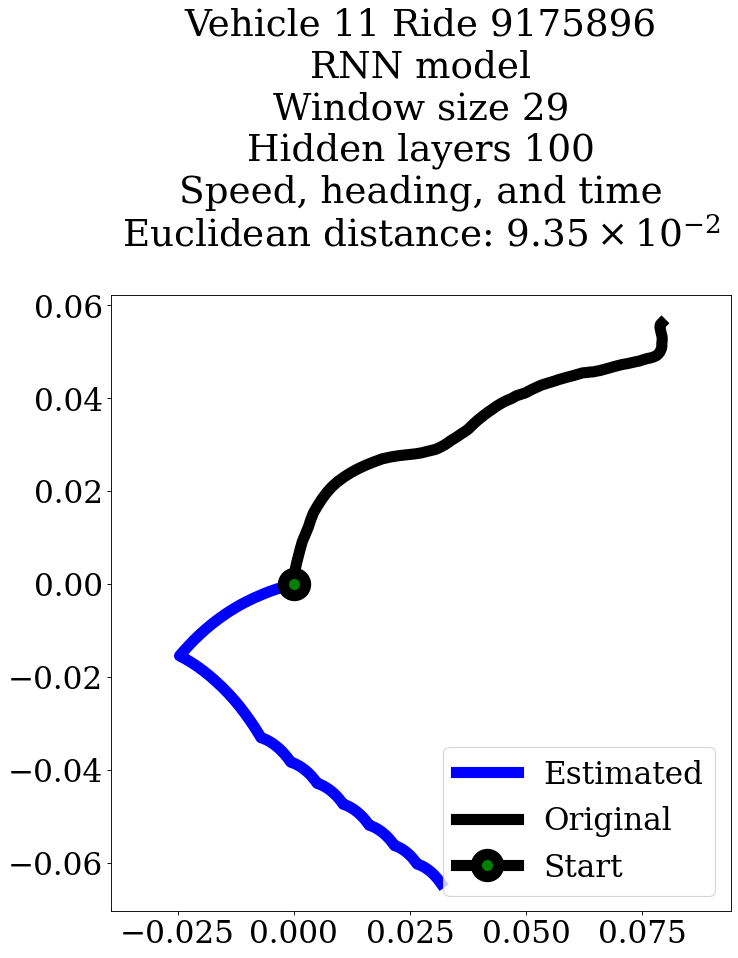 Vehicle 11 Ride 9175896
RNN model
Window size 29
Hidden layers 100
Speed, heading, and time
Euclidean distance: 9.35 × 10⁻²
0.06
0.04
0.02
0.00
−0.02
−0.04
−0.06
Estimated
Original
Start
−0.025 0.000 0.025 0.050 0.075